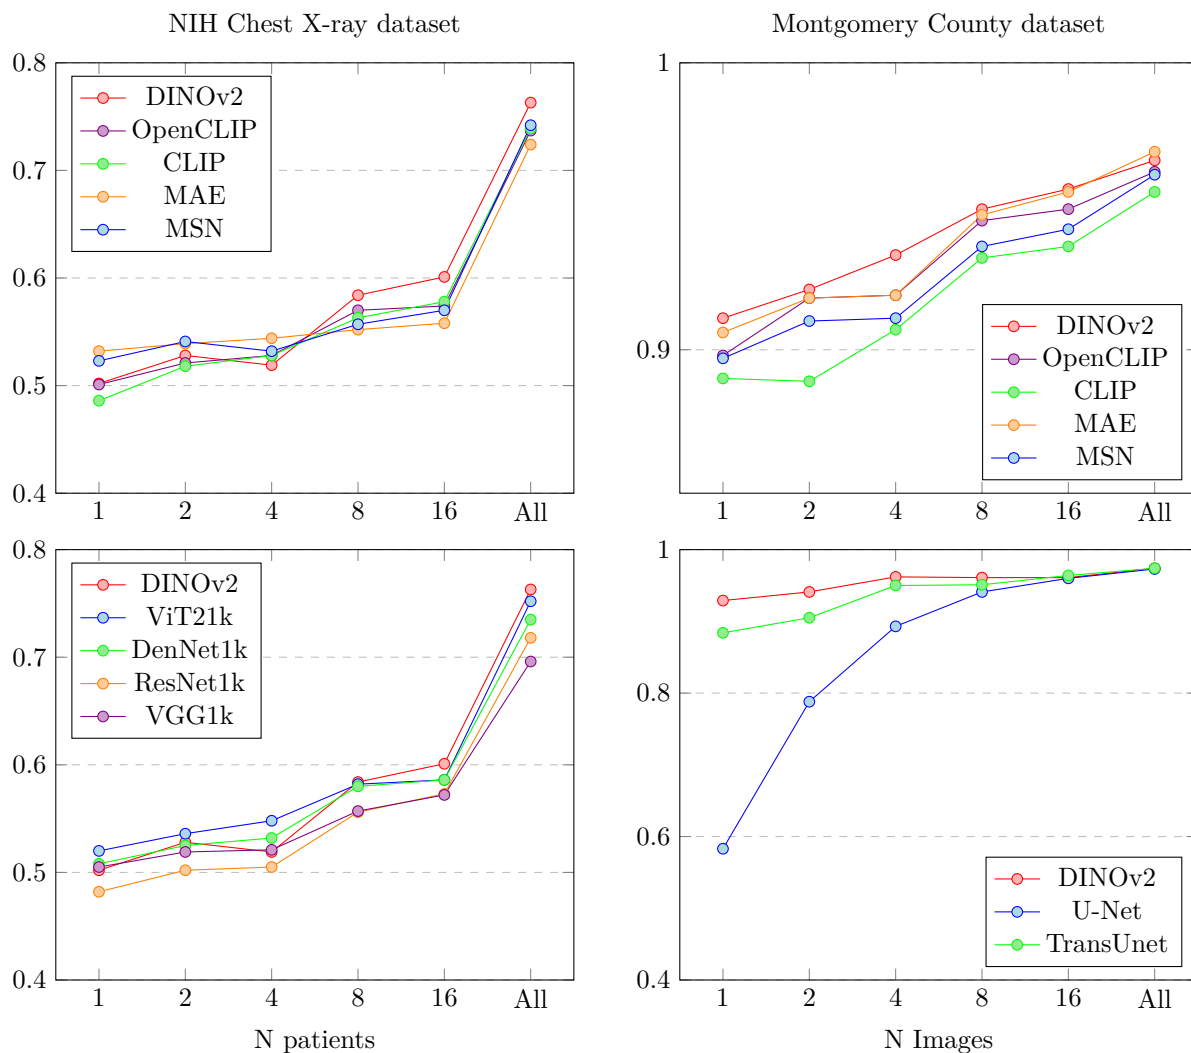 NIH Chest X-ray dataset
0.8
0.7
0.6
0.5
0.4
DINOv2
OpenCLIP
CLIP
MAE
MSN
1 2 4 8 16 All
Montgomery County dataset
1
0.9
DINOv2
OpenCLIP
CLIP
MAE
MSN
1 2 4 8 16 All
0.8
0.7
0.6
0.5
0.4
DINOv2
ViT21k
DenNet1k
ResNet1k
VGG1k
1 2 4 8 16 All
N patients
1
0.8
0.6
0.4
DINOv2
U-Net
TransUnet
1 2 4 8 16 All
N Images